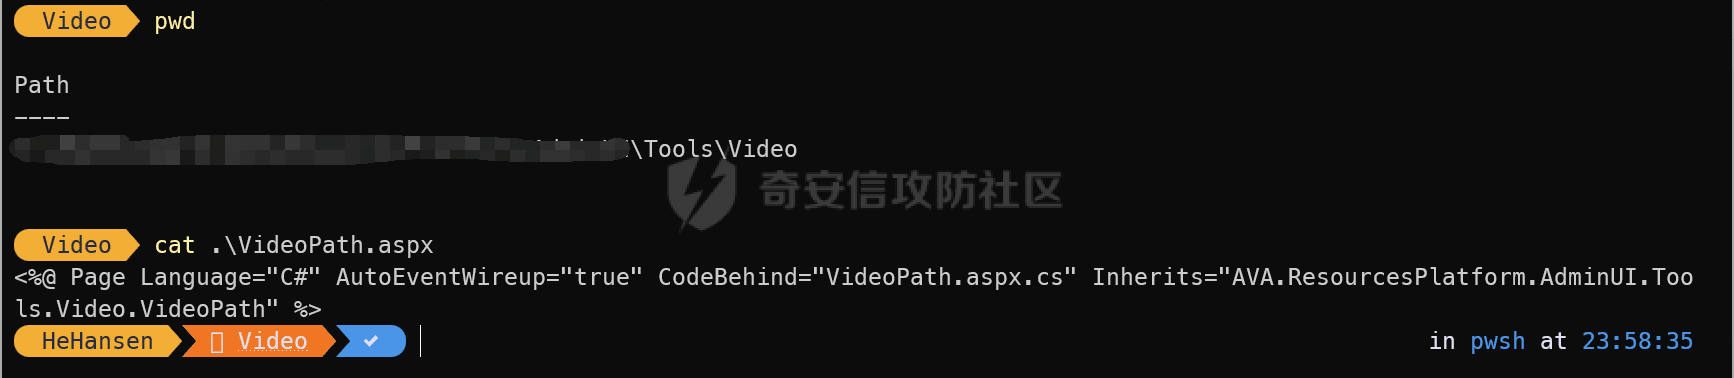 Video pwd
Path
----
\Tools\Video
奇安信攻防社区
Video cat .\VideoPath.aspx
<%@ Page Language="C#" AutoEventWireup="true" CodeBehind="VideoPath.aspx.cs" Inherits="AVA.ResourcesPlatform.AdminUI.Too
ls.Video.VideoPath" %>
HeHansen Video in pwsh at 23:58:35